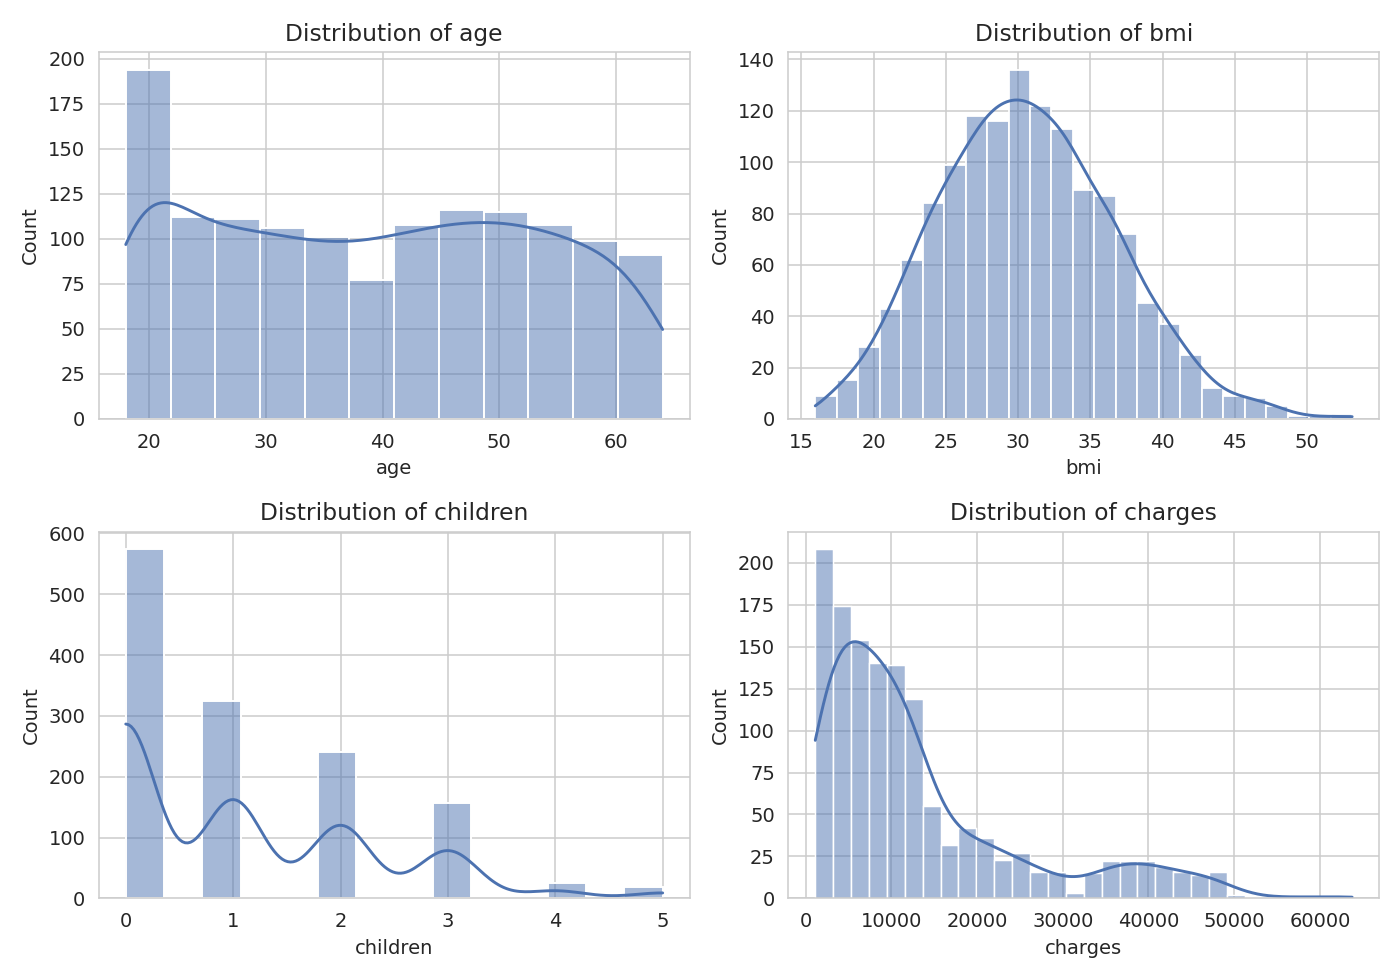 Distribution of age
200
175
150
125
100
75
50
25
0
Count
20 30 40 50 60
age
Distribution of bmi
140
120
100
80
60
40
20
0
Count
15 20 25 30 35 40 45 50
bmi
Distribution of children
600
500
400
300
200
100
0
Count
0 1 2 3 4 5
children
Distribution of charges
200
175
150
125
100
75
50
25
0
Count
0 10000 20000 30000 40000 50000 60000
charges